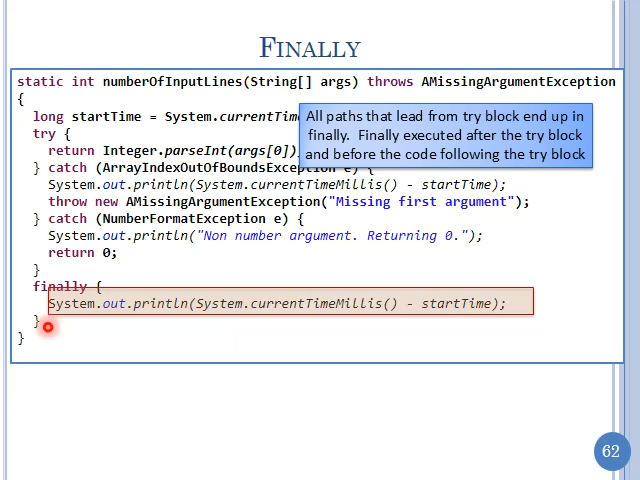 FINALLY
static int numberOfInputLines(String[] args) throws AMissingArgumentException
{
long startTime = System.currentTime
All paths that lead from try block end up in
finally. Finally executed after the try block
and before the code following the try block
try {
return Integer.parseInt(args[0])
} catch (ArrayIndexOutOfBoundsException e) {
System.out.println(System.currentTimeMillis() - startTime);
throw new AMissingArgumentException("Missing first argument");
} catch (NumberFormatException e) {
System.out.println("Non number argument. Returning 0.");
return 0;
}
finally {
System.out.println(System.currentTimeMillis() - startTime);
}
}
62